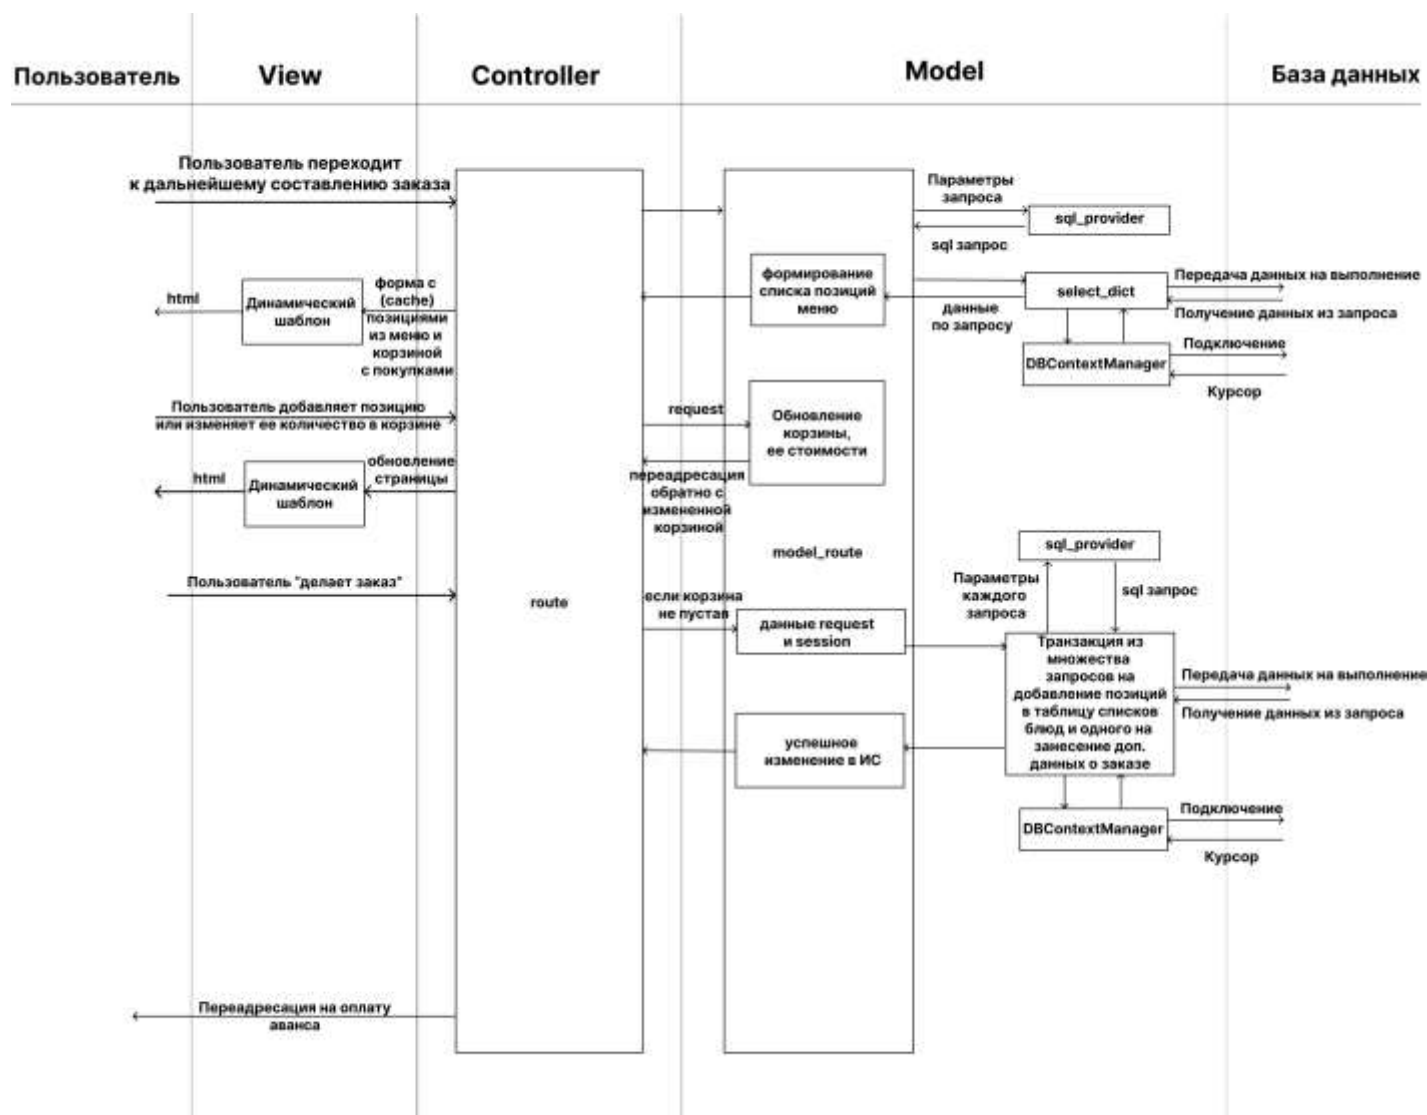 Пользователь
View
Controller
Model
База данных
Пользователь переходит
к дальнейшему составлению заказа
Параметры
запроса
sql_provider
sql запрос
html
Динамический
шаблон
форма с
(cache)
позициями
из меню и
корзиной
с покупками
формирование
списка позиций
меню
данные
по запросу
select_dict
Передача данных на выполнение
Получение данных из запроса
DBContextManager
Подключение
Курсор
Пользователь добавляет позицию
или изменяет ее количество в корзине
request
Обновление
корзины,
ее стоимости
html
Динамический
шаблон
обновление
страницы
переадресация
обратно с
измененной
корзиной
model_route
sql_provider
Параметры
каждого
запроса
sql запрос
Пользователь "делает заказ"
route
если корзина
не пустая
данные request
и session
Транзакция из
множества
запросов на
добавление позиций
в таблицу списков
блюд и одного на
занесение доп.
данных о заказе
Передача данных на выполнение
Получение данных из запроса
успешное
изменение в ИС
DBContextManager
Подключение
Курсор
Переадресация на оплату
аванса